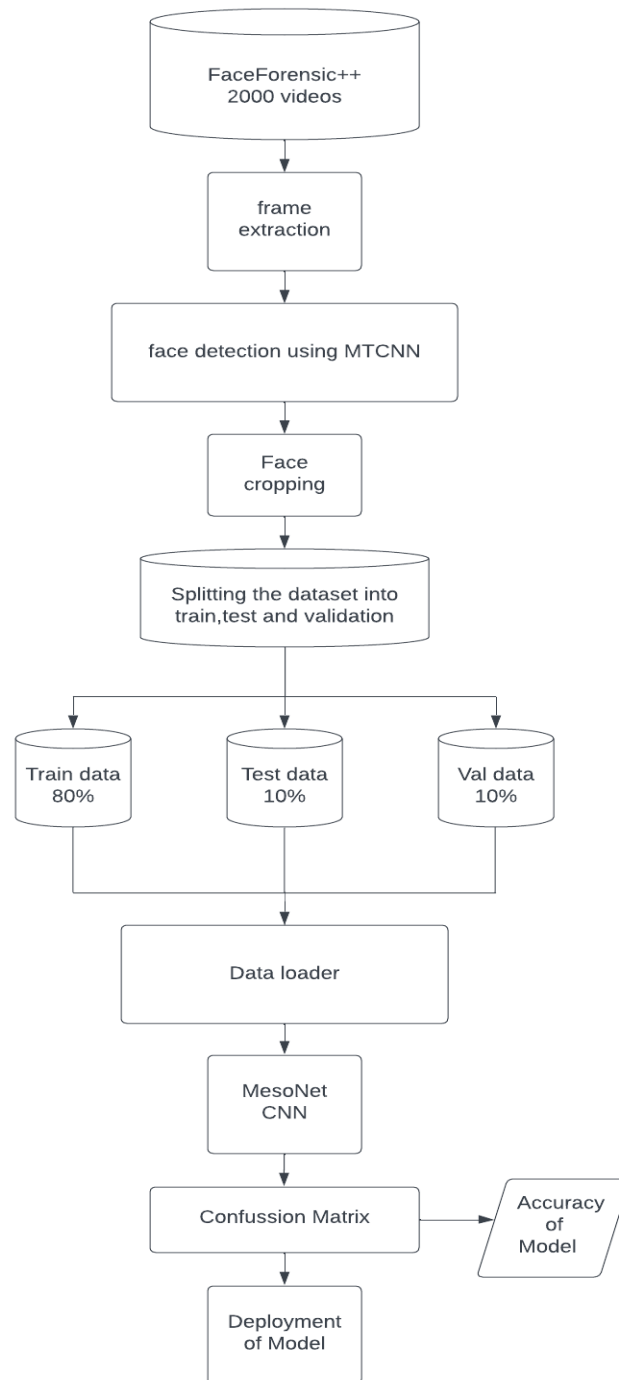 FaceForensic++
2000 videos
frame
extraction
face detection using MTCNN
Face
cropping
Splitting the dataset into
train,test and validation
Train data
80%
Test data
10%
Val data
10%
Data loader
MesoNet
CNN
Confussion Matrix
Accuracy
of
Model
Deployment
of Model